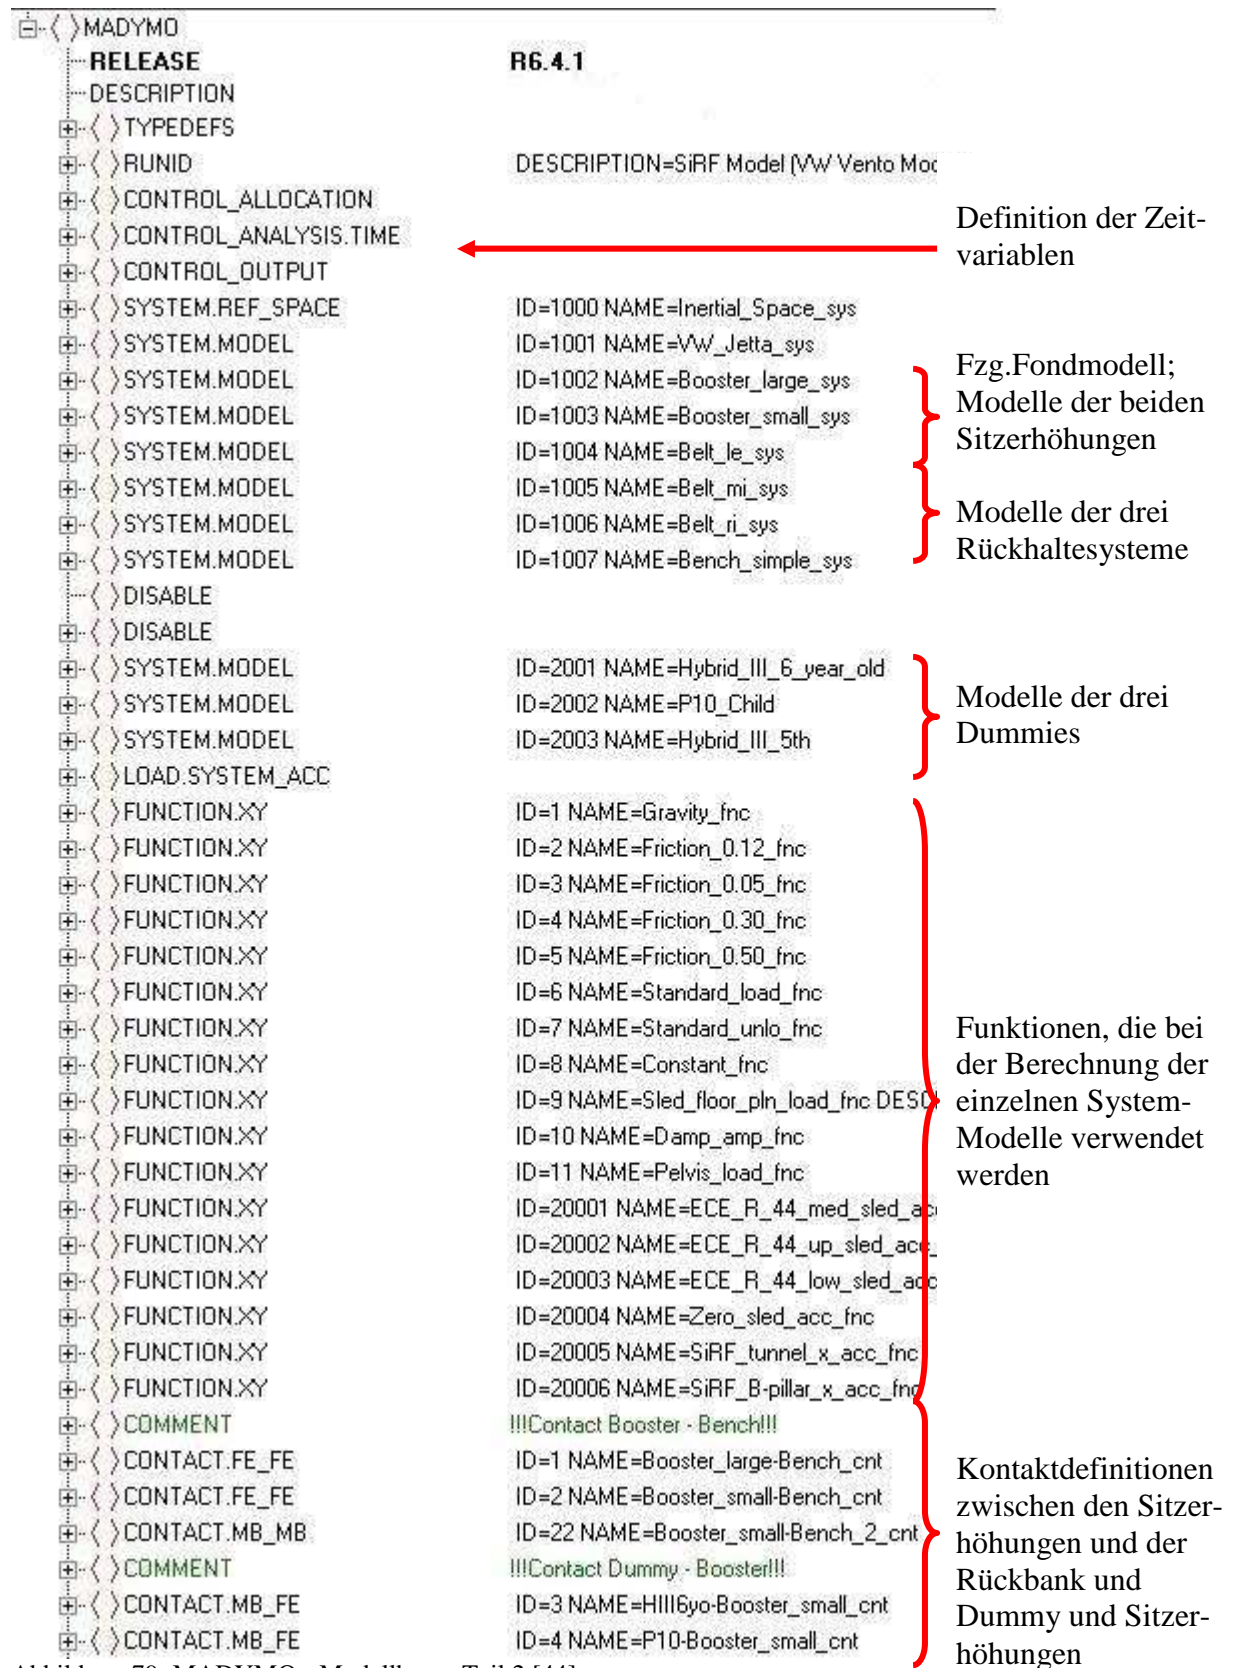 MADYMO
RELEASE R6.4.1
DESCRIPTION
TYPEDEFS
RUNID DESCRIPTION=SiRF Model (VW Vento Mod
CONTROL_ALLOCATION
CONTROL_ANALYSIS.TIME
CONTROL_OUTPUT
Definition der Zeit-
variablen
SYSTEM.REF_SPACE ID=1000 NAME=Inertial_Space_sys
SYSTEM.MODEL ID=1001 NAME=VW_Jetta_sys
SYSTEM.MODEL ID=1002 NAME=Booster_large_sys
SYSTEM.MODEL ID=1003 NAME=Booster_small_sys
SYSTEM.MODEL ID=1004 NAME=Belt_le_sys
Fzg.Fondmodell;
Modelle der beiden
Sitzerhöhungen
SYSTEM.MODEL ID=1005 NAME=Belt_mi_sys
SYSTEM.MODEL ID=1006 NAME=Belt_ri_sys
SYSTEM.MODEL ID=1007 NAME=Bench_simple_sys
Modelle der drei
Rückhaltesysteme
DISABLE
DISABLE
SYSTEM.MODEL ID=2001 NAME=Hybrid_III_6_year_old
SYSTEM.MODEL ID=2002 NAME=P10_Child
SYSTEM.MODEL ID=2003 NAME=Hybrid_III_5th
LOAD.SYSTEM_ACC
Modelle der drei
Dummies
FUNCTION.XY ID=1 NAME=Gravity_fnc
FUNCTION.XY ID=2 NAME=Friction_0.12_fnc
FUNCTION.XY ID=3 NAME=Friction_0.05_fnc
FUNCTION.XY ID=4 NAME=Friction_0.30_fnc
FUNCTION.XY ID=5 NAME=Friction_0.50_fnc
FUNCTION.XY ID=6 NAME=Standard_load_fnc
FUNCTION.XY ID=7 NAME=Standard_unlo_fnc
FUNCTION.XY ID=8 NAME=Constant_fnc
FUNCTION.XY ID=9 NAME=Sled_floor_pln_load_fnc DESC
FUNCTION.XY ID=10 NAME=Damp_amp_fnc
FUNCTION.XY ID=11 NAME=Pelvis_load_fnc
FUNCTION.XY ID=20001 NAME=ECE_R_44_med_sled_ac
FUNCTION.XY ID=20002 NAME=ECE_R_44_up_sled_acc_
FUNCTION.XY ID=20003 NAME=ECE_R_44_low_sled_acc
FUNCTION.XY ID=20004 NAME=Zero_sled_acc_fnc
FUNCTION.XY ID=20005 NAME=SiRF_tunnel_x_acc_fnc
FUNCTION.XY ID=20006 NAME=SiRF_B-pillar_x_acc_fnc
Funktionen, die bei
der Berechnung der
einzelnen System-
Modelle verwendet
werden
COMMENT !!!Contact Booster - Bench!!!
CONTACT.FE_FE ID=1 NAME=Booster_large-Bench_cnt
CONTACT.FE_FE ID=2 NAME=Booster_small-Bench_cnt
CONTACT.MB_MB ID=22 NAME=Booster_small-Bench_2_cnt
COMMENT !!!Contact Dummy - Booster!!!
CONTACT.MB_FE ID=3 NAME=HIII6yo-Booster_small_cnt
CONTACT.MB_FE ID=4 NAME=P10-Booster_small_cnt
Kontaktdefinitionen
zwischen den Sitzer-
höhungen und der
Rückbank und
Dummy und Sitzer-
höhungen